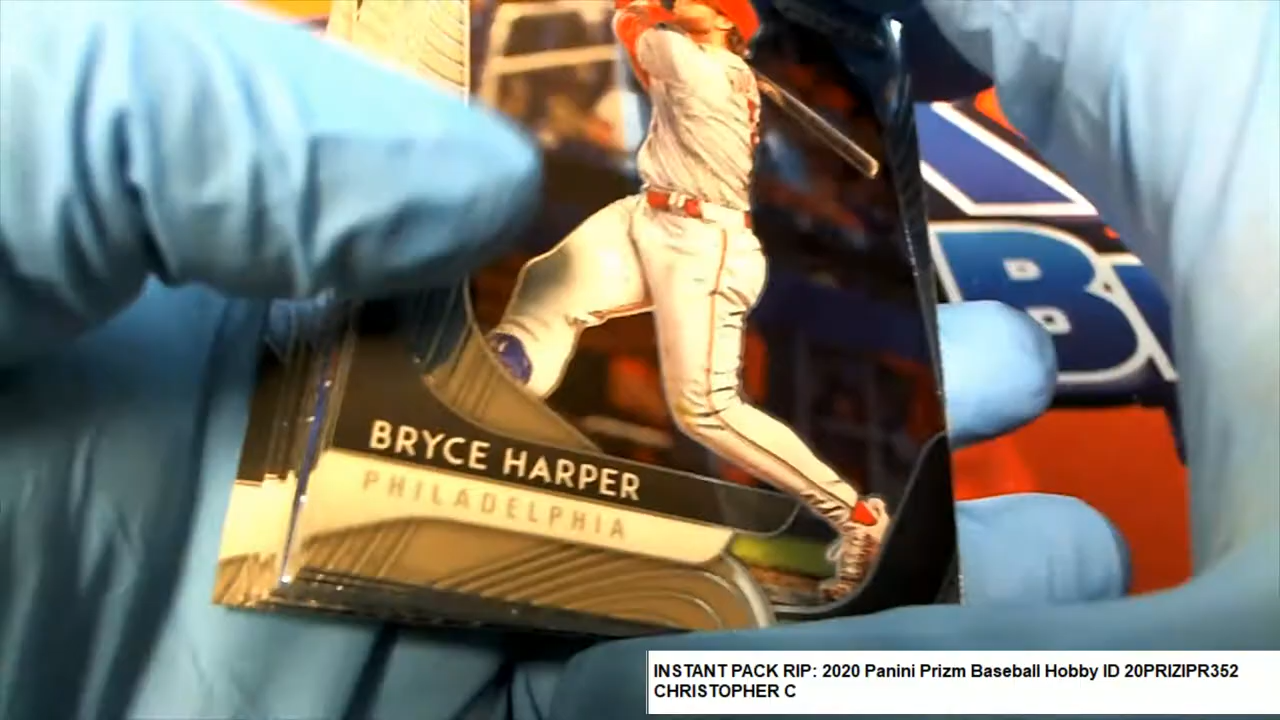 BRYCE HARPER
PHILADELPHIA
INSTANT PACK RIP: 2020 Panini Prizm Baseball Hobby ID 20PRIZIPR352
CHRISTOPHER C